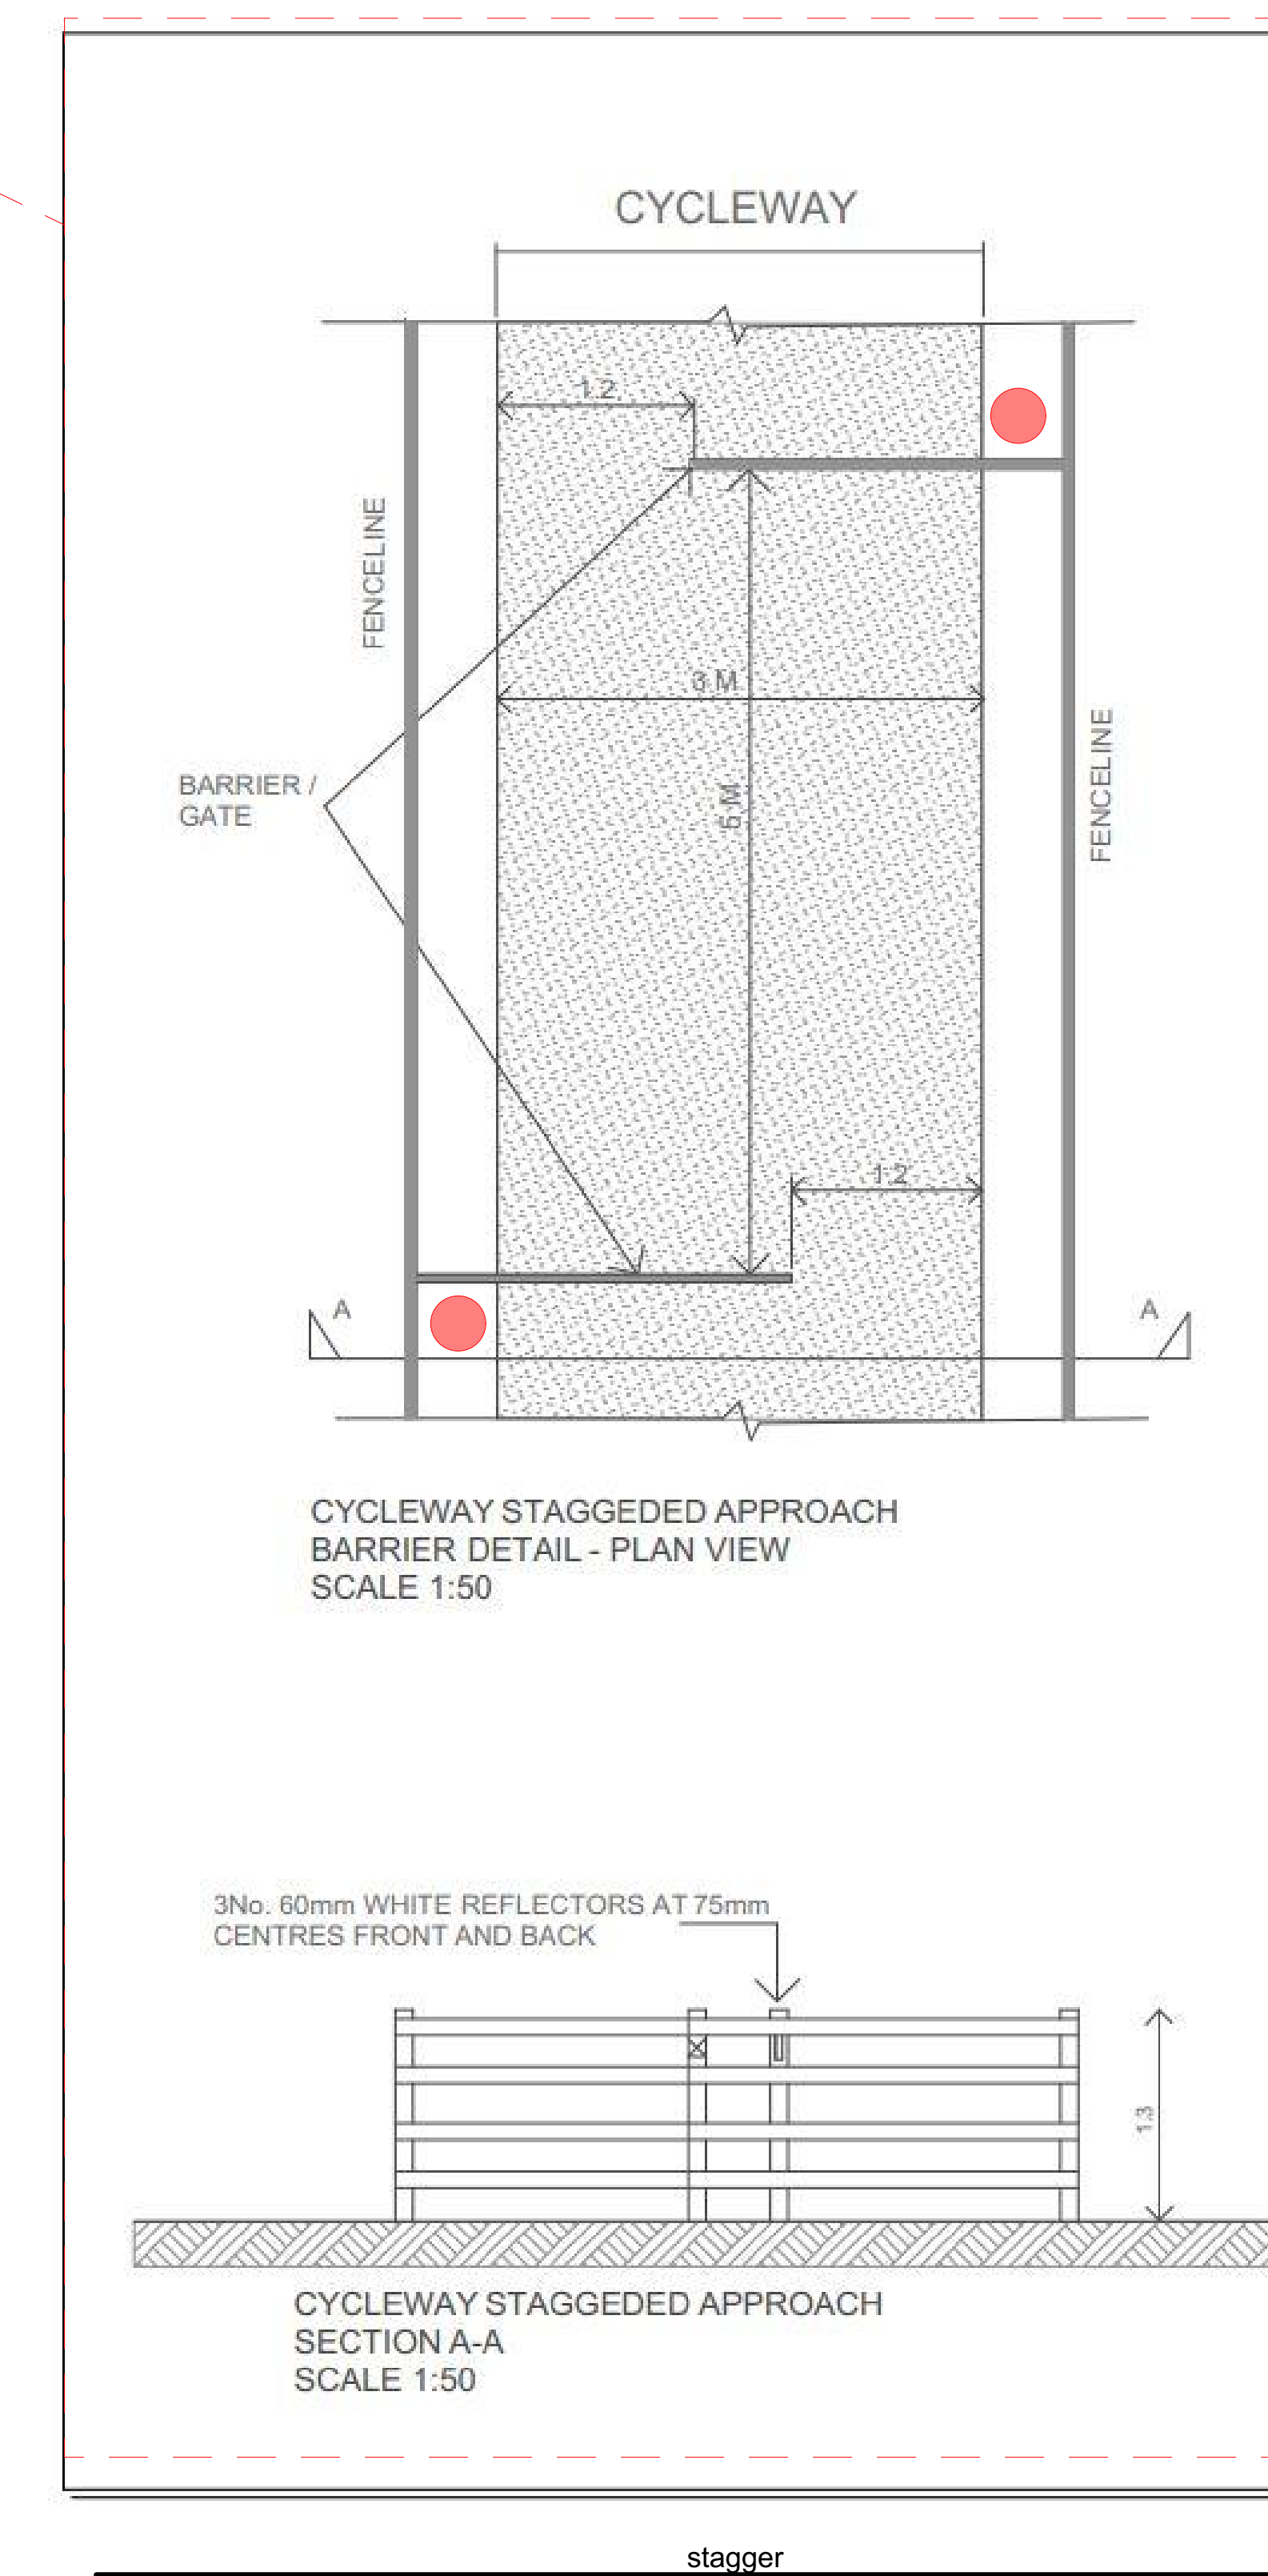 CYCLEWAY
1.2
FENCELINE
3 M
FENCELINE
BARRIER /
GATE
5 M
1.2
A
A
CYCLEWAY STAGGEDED APPROACH
BARRIER DETAIL - PLAN VIEW
SCALE 1:50
3No. 60mm WHITE REFLECTORS AT 75mm
CENTRES FRONT AND BACK
1.3
CYCLEWAY STAGGEDED APPROACH
SECTION A-A
SCALE 1:50
stagger